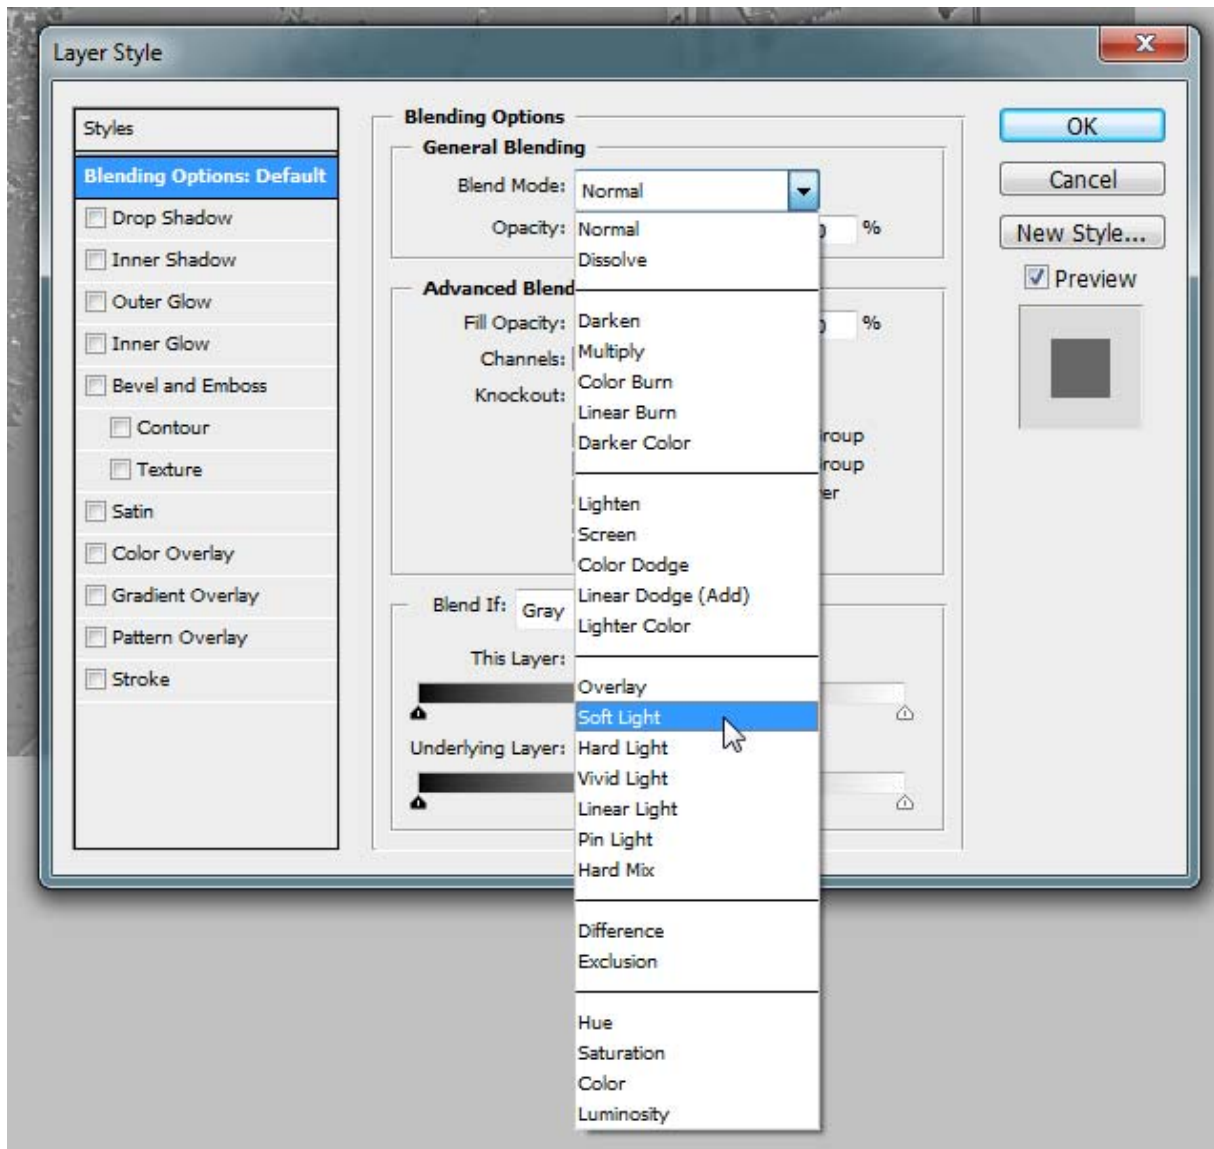 Layer Style
Styles
Blending Options: Default
Drop Shadow
Inner Shadow
Outer Glow
Inner Glow
Bevel and Emboss
Contour
Texture
Satin
Color Overlay
Gradient Overlay
Pattern Overlay
Stroke
Blending Options
General Blending
Blend Mode: Normal
Opacity: %
Advanced Blend
Fill Opacity: %
Channels:
Knockout:
Blend If: Gray
This Layer:
Underlying Layer:
Normal
Dissolve
Darken
Multiply
Color Burn
Linear Burn
Darker Color
Lighten
Screen
Color Dodge
Linear Dodge (Add)
Lighter Color
Overlay
Soft Light
Hard Light
Vivid Light
Linear Light
Pin Light
Hard Mix
Difference
Exclusion
Hue
Saturation
Color
Luminosity
OK
Cancel
New Style...
Preview